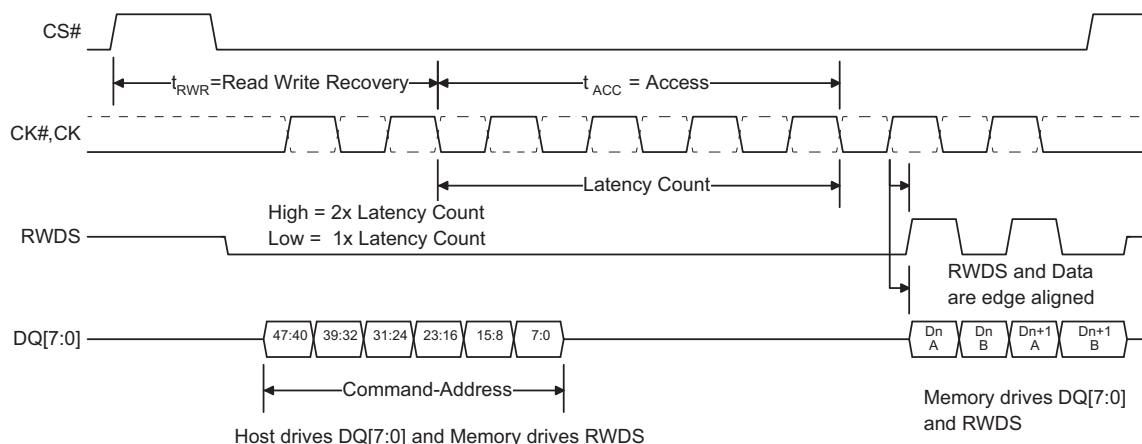 CS#
tRWR=Read Write Recovery
tACC = Access
CK#,CK
Latency Count
High = 2x Latency Count
Low = 1x Latency Count
RWDS
RWDS and Data
are edge aligned
DQ[7:0]
47:40 39:32 31:24 23:16 15:8 7:0
Dn
A
Dn
B
Dn+1
A
Dn+1
B
Command-Address
Memory drives DQ[7:0]
and RWDS
Host drives DQ[7:0] and Memory drives RWDS